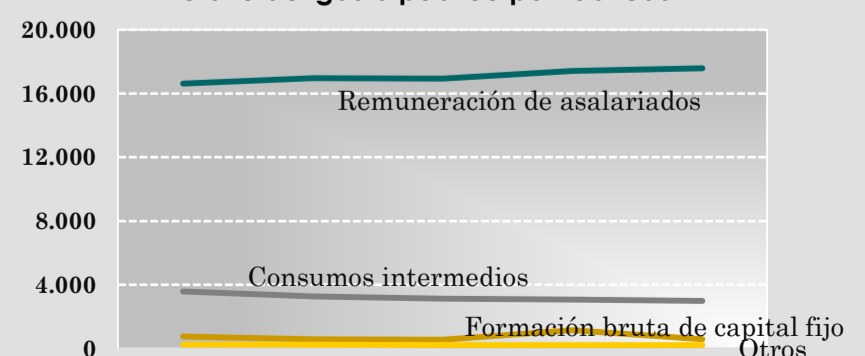 20.000
16.000
Remuneración de asalariados
12.000
8.000
4.000
Consumos intermedios
Formación bruta de capital fijo
0
Otros